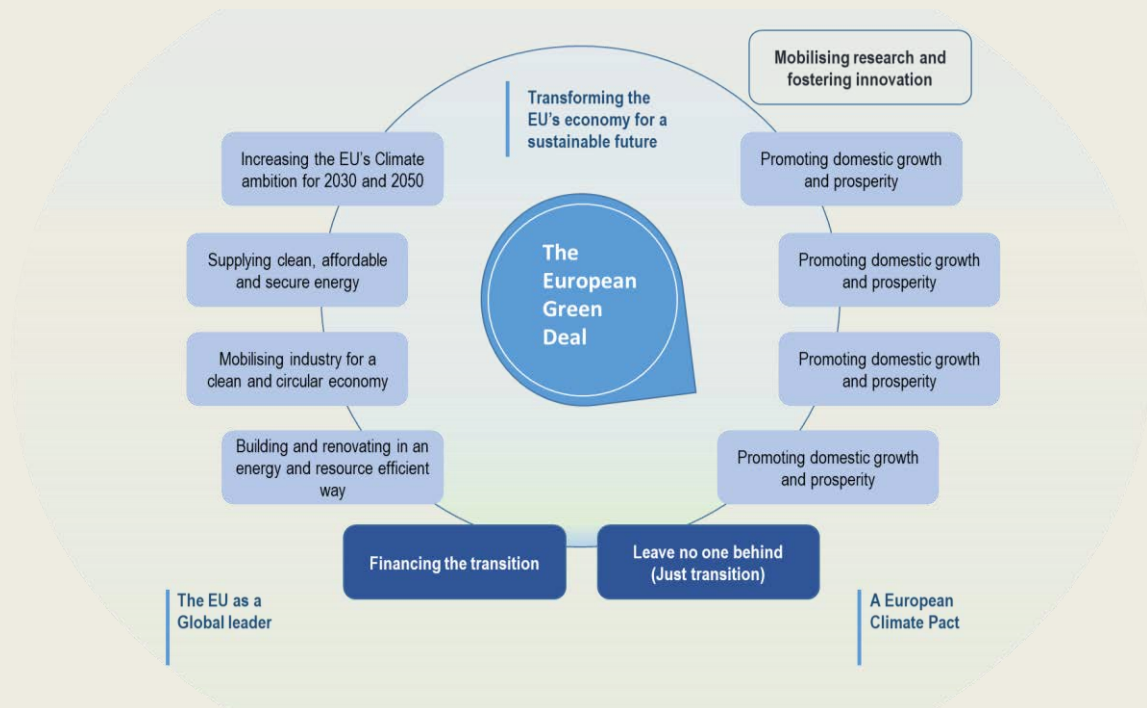 Mobilising research and
fostering innovation
Transforming the
EU's economy for a
sustainable future
Increasing the EU's Climate
ambition for 2030 and 2050
Promoting domestic growth
and prosperity
Supplying clean, affordable
and secure energy
The
European
Green
Deal
Promoting domestic growth
and prosperity
Mobilising industry for a
clean and circular economy
Promoting domestic growth
and prosperity
Building and renovating in an
energy and resource efficient
way
Promoting domestic growth
and prosperity
Financing the transition
Leave no one behind
(Just transition)
The EU as a
Global leader
A European
Climate Pact